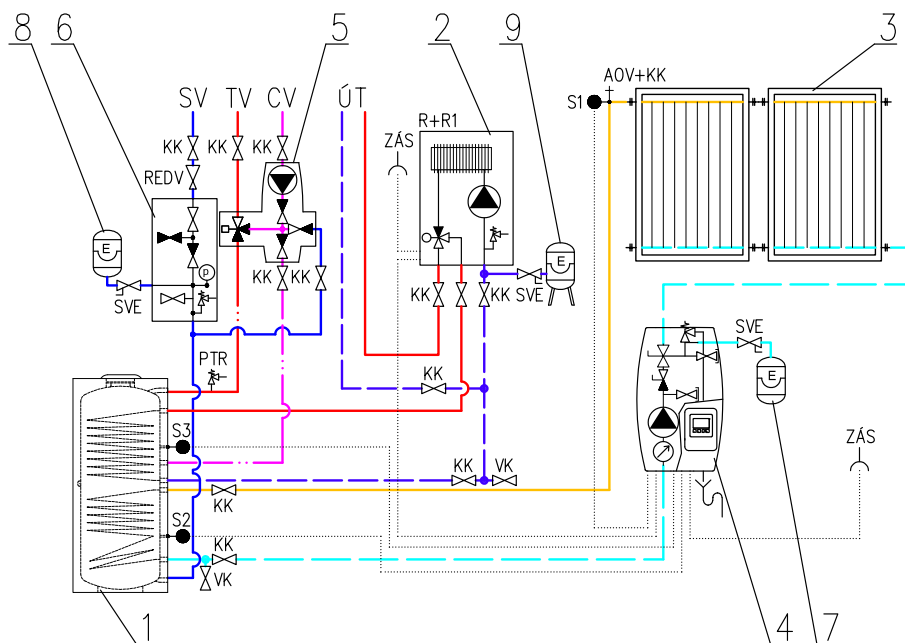 8 6 5 2 9 3
SV TV CV ÚT
AOV+KK
S1
R+R1
ZÁS
KK KK KK
REDV
E
p
E
KK KK
SVE
KK KK
SVE
SVE
PTR
KK
E
S3
ZÁS
KK VK
KK
S2
KK
VK
1 4 7